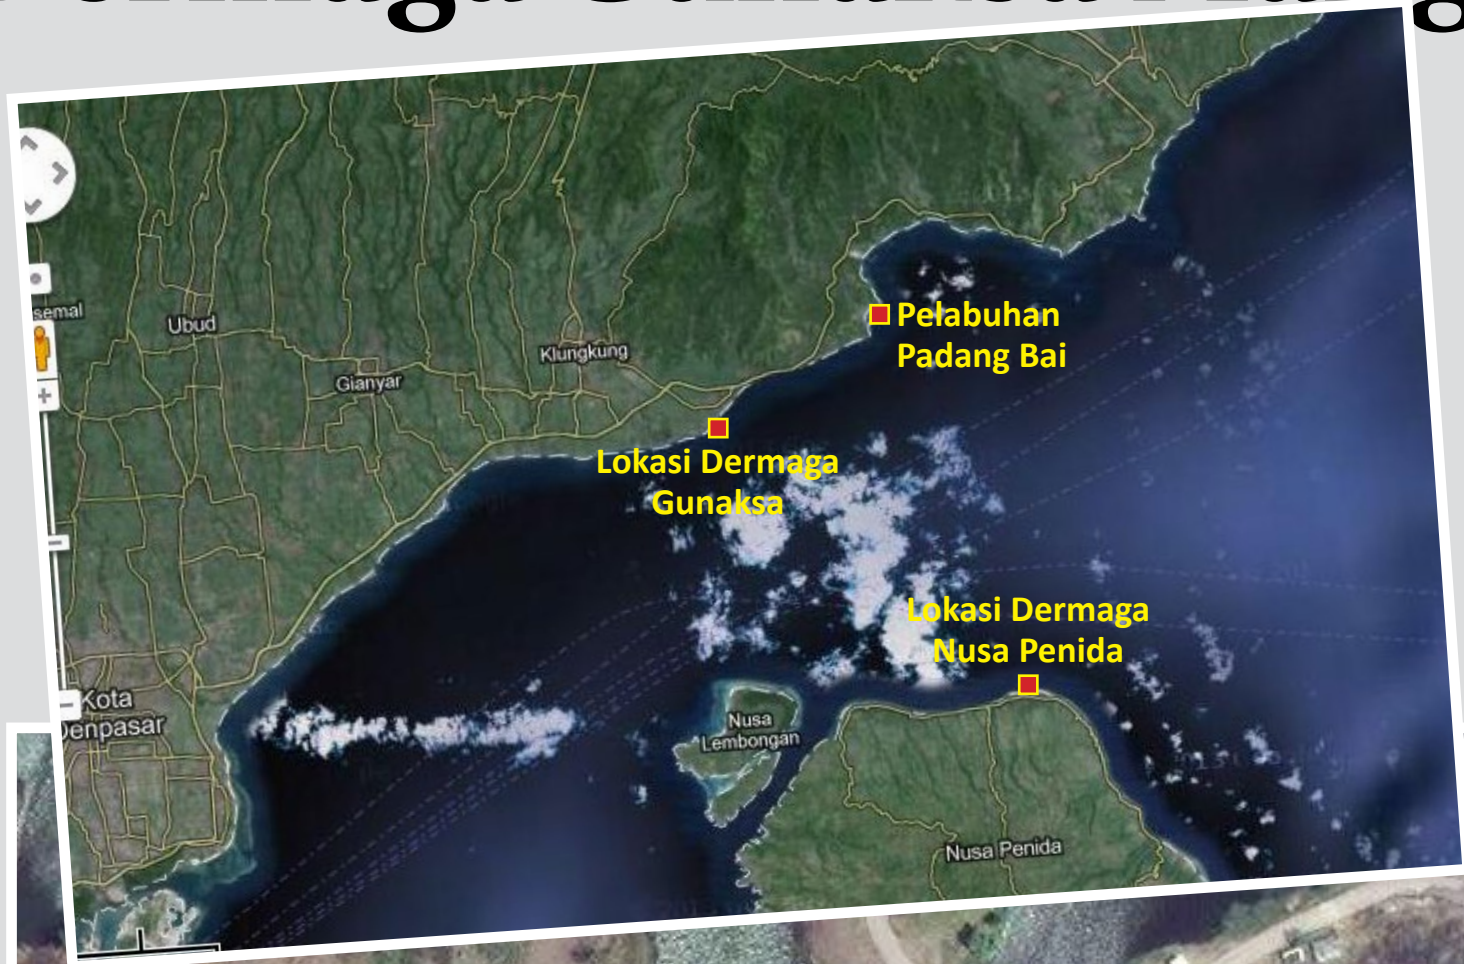 semal
Ubud
Gianyar
Klungkung
Pelabuhan
Padang Bai
Lokasi Dermaga
Gunaksa
Lokasi Dermaga
Nusa Penida
Kota
Denpasar
Nusa
Lembongan
Nusa Penida